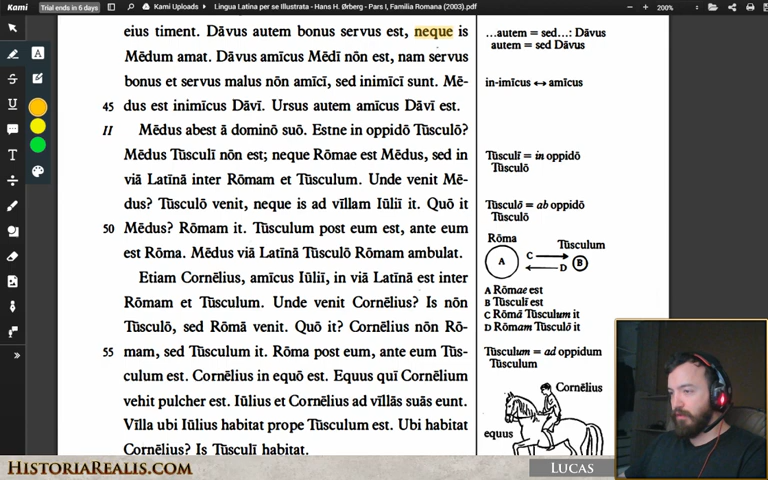 Trial ends in 6 days
Kami Uploads > Lingua Latina per se Illustrata - Hans H. Ørberg - Pars I, Familia Romana (2003).pdf
200%
eius timent. Dāvus autem bonus servus est, neque is
Mēdum amat. Dāvus amīcus Mēdī nōn est, nam servus
bonus et servus malus nōn amīcī, sed inimīcī sunt. Mē-
45 dus est inimīcus Dāvī. Ursus autem amīcus Dāvī est.
II Mēdus abest ā dominō suō. Estne in oppidō Tūsculō?
Mēdus Tūsculī nōn est; neque Rōmae est Mēdus, sed in
viā Latīnā inter Rōmam et Tūsculum. Unde venit Mē-
dus? Tūsculō venit, neque is ad vīllam Iūliī it. Quō it
50 Mēdus? Rōmam it. Tūsculum post eum est, ante eum
est Rōma. Mēdus viā Latīnā Tūsculō Rōmam ambulat.
Etiam Cornēlius, amīcus Iūliī, in viā Latīnā est inter
Rōmam et Tūsculum. Unde venit Cornēlius? Is nōn
Tūsculō, sed Rōmā venit. Quō it? Cornēlius nōn Rō-
55 mam, sed Tūsculum it. Rōma post eum, ante eum Tūs-
culum est. Cornēlius in equō est. Equus quī Cornēlium
vehit pulcher est. Iūlius et Cornēlius ad vīllās suās eunt.
Vīlla ubi Iūlius habitat prope Tūsculum est. Ubi habitat
Cornēlius? Is Tūsculī habitat.
...autem = sed...: Dāvus
autem = sed Dāvus
in-imīcus ↔ amīcus
Tūsculī = in oppidō
Tūsculō
Tūsculō = ab oppidō
Tūsculō
Rōma
Tūsculum
A
C
D
B
A Rōmae est
B Tūsculī est
C Rōmā Tūsculum it
D Rōmam Tūsculō it
Tūsculum = ad oppidum
Tūsculum
Cornēlius
equus
A
T
HISTORIAREALIS.COM
LUCAS